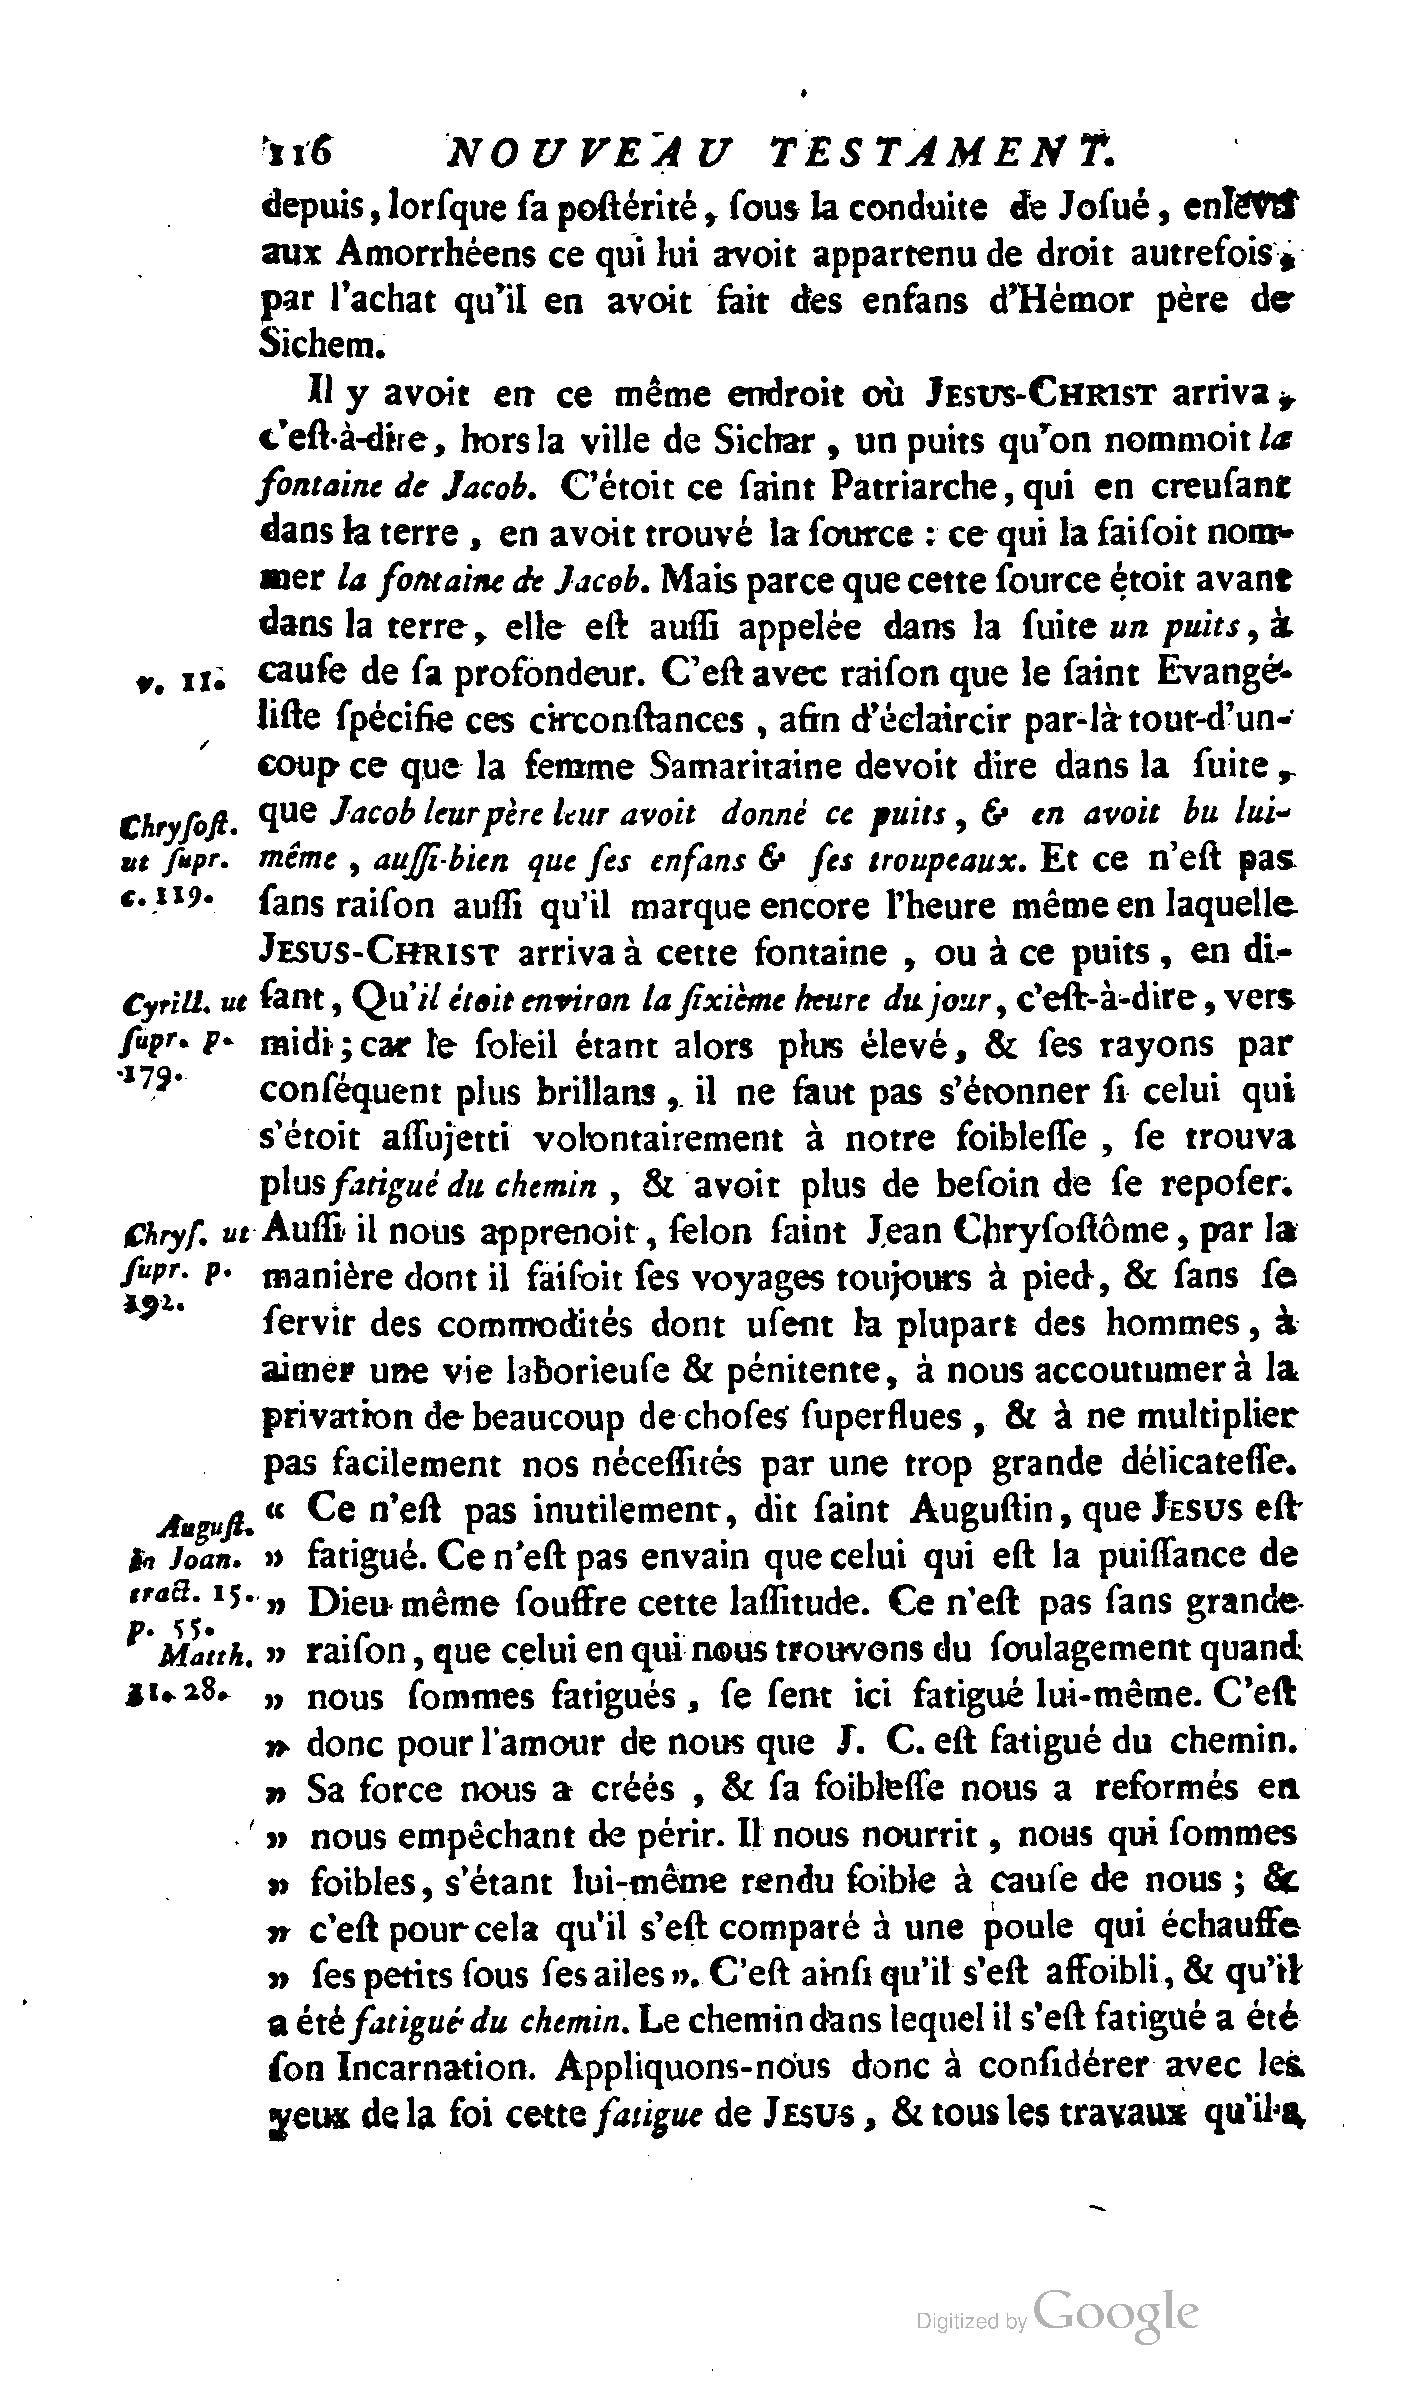 116 NOUVEAU TESTAMENT.
depuis, lorſque ſa poſtérité, ſous la conduite de Joſué, enleva
aux Amorrhéens ce qui lui avoit appartenu de droit autrefois,
par l'achat qu'il en avoit fait des enfans d'Hémor père de
Sichem.
Il y avoit en ce même endroit où JESUS-CHRIST arriva,
c'eſt-à-dire, hors la ville de Sichar, un puits qu'on nommoit la
fontaine de Jacob. C'étoit ce ſaint Patriarche, qui en creuſant
dans la terre, en avoit trouvé la ſource : ce qui la faiſoit nom-
mer la fontaine de Jacob. Mais parce que cette ſource étoit avant
dans la terre, elle eſt auſſi appelée dans la ſuite un puits, à
v. 11. cauſe de ſa profondeur. C'eſt avec raiſon que le ſaint Evangé-
liſte ſpécifie ces circonſtances, afin d'éclaircir par-là tout-d'un-
coup ce que la femme Samaritaine devoit dire dans la ſuite,
Chryſoſt. que Jacob leur père leur avoit donné ce puits, & en avoit bu lui-
ut ſupr. même, auſſi-bien que ſes enfans & ſes troupeaux. Et ce n'eſt pas
c. 119. ſans raiſon auſſi qu'il marque encore l'heure même en laquelle
JESUS-CHRIST arriva à cette fontaine, ou à ce puits, en di-
Cyrill. ut ſant, Qu'il étoit environ la ſixième heure du jour, c'eſt-à-dire, vers
ſupr. p. midi; car le ſoleil étant alors plus élevé, & ſes rayons par
179. conſéquent plus brillans, il ne faut pas s'étonner ſi celui qui
s'étoit aſſujetti volontairement à notre foibleſſe, ſe trouva
plus fatigué du chemin, & avoit plus de beſoin de ſe repoſer.
Chryſ. ut Auſſi il nous apprenoit, ſelon ſaint Jean Chryſoſtôme, par la
ſupr. p. manière dont il faiſoit ſes voyages toujours à pied, & ſans ſe
192. ſervir des commodités dont uſent la plupart des hommes, à
aimer une vie laborieuſe & pénitente, à nous accoutumer à la
privation de beaucoup de choſes ſuperflues, & à ne multiplier
pas facilement nos néceſſités par une trop grande délicateſſe.
Auguſt. “ Ce n'eſt pas inutilement, dit ſaint Auguſtin, que JESUS eſt
in Joan. » fatigué. Ce n'eſt pas envain que celui qui eſt la puiſſance de
tract. 15. » Dieu même ſouffre cette laſſitude. Ce n'eſt pas ſans grande
p. 55.
Matth. » raiſon, que celui en qui nous trouvons du ſoulagement quand
11. 28. » nous ſommes fatigués, ſe ſent ici fatigué lui-même. C'eſt
» donc pour l'amour de nous que J. C. eſt fatigué du chemin.
» Sa force nous a créés, & ſa foibleſſe nous a reformés en
» nous empêchant de périr. Il nous nourrit, nous qui ſommes
» foibles, s'étant lui-même rendu foible à cauſe de nous ; &
» c'eſt pour cela qu'il s'eſt comparé à une poule qui échauffe
» ſes petits ſous ſes ailes ». C'eſt ainſi qu'il s'eſt affoibli, & qu'il
a été fatigué du chemin. Le chemin dans lequel il s'eſt fatigué a été
ſon Incarnation. Appliquons-nous donc à conſidérer avec les
yeux de la foi cette fatigue de JESUS, & tous les travaux qu'il a
Digitized by Google